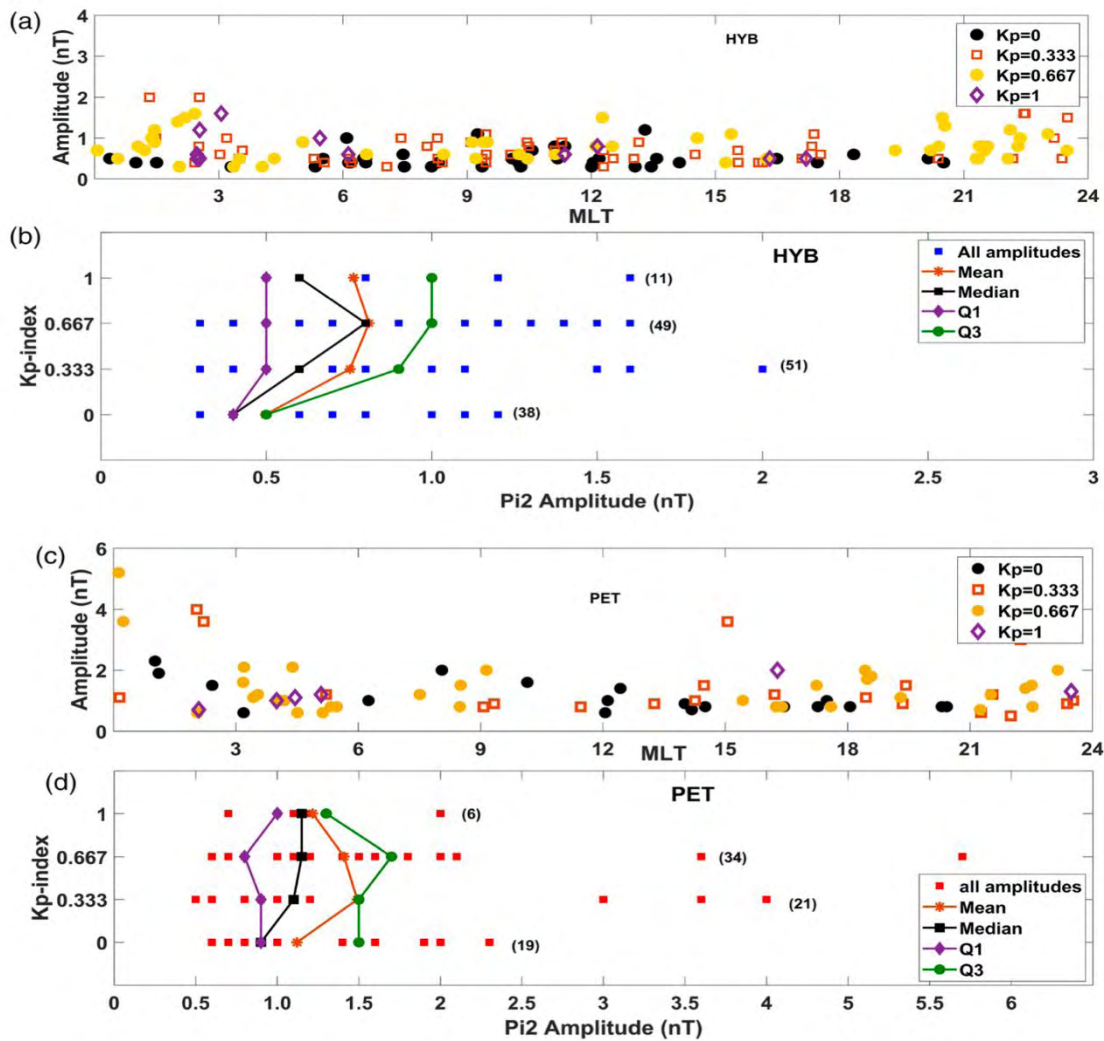 (a)
4
3
2
1
0
Amplitude (nT)
HYB
Kp=0
Kp=0.333
Kp=0.667
Kp=1
3 6 9 12 15 18 21 24
MLT
(b)
HYB
1
0.667
0.333
0
Kp-index
(11)
(49)
(51)
(38)
All amplitudes
Mean
Median
Q1
Q3
0 0.5 1.0 1.5 2 2.5 3
Pi2 Amplitude (nT)
(c)
6
4
2
0
Amplitude (nT)
PET
Kp=0
Kp=0.333
Kp=0.667
Kp=1
3 6 9 12 15 18 21 24
MLT
(d)
PET
1
0.667
0.333
0
Kp-index
(6)
(34)
(21)
(19)
all amplitudes
Mean
Median
Q1
Q3
0 0.5 1.0 1.5 2 2.5 3 3.5 4 5 5.5 6
Pi2 Amplitude (nT)